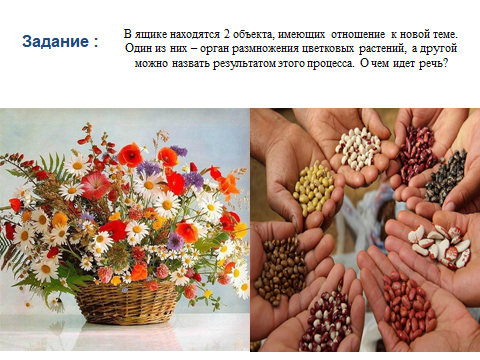 Задание :
В ящике находятся 2 объекта, имеющих отношение к новой теме.
Один из них – орган размножения цветковых растений, а другой
можно назвать результатом этого процесса. О чем идет речь?